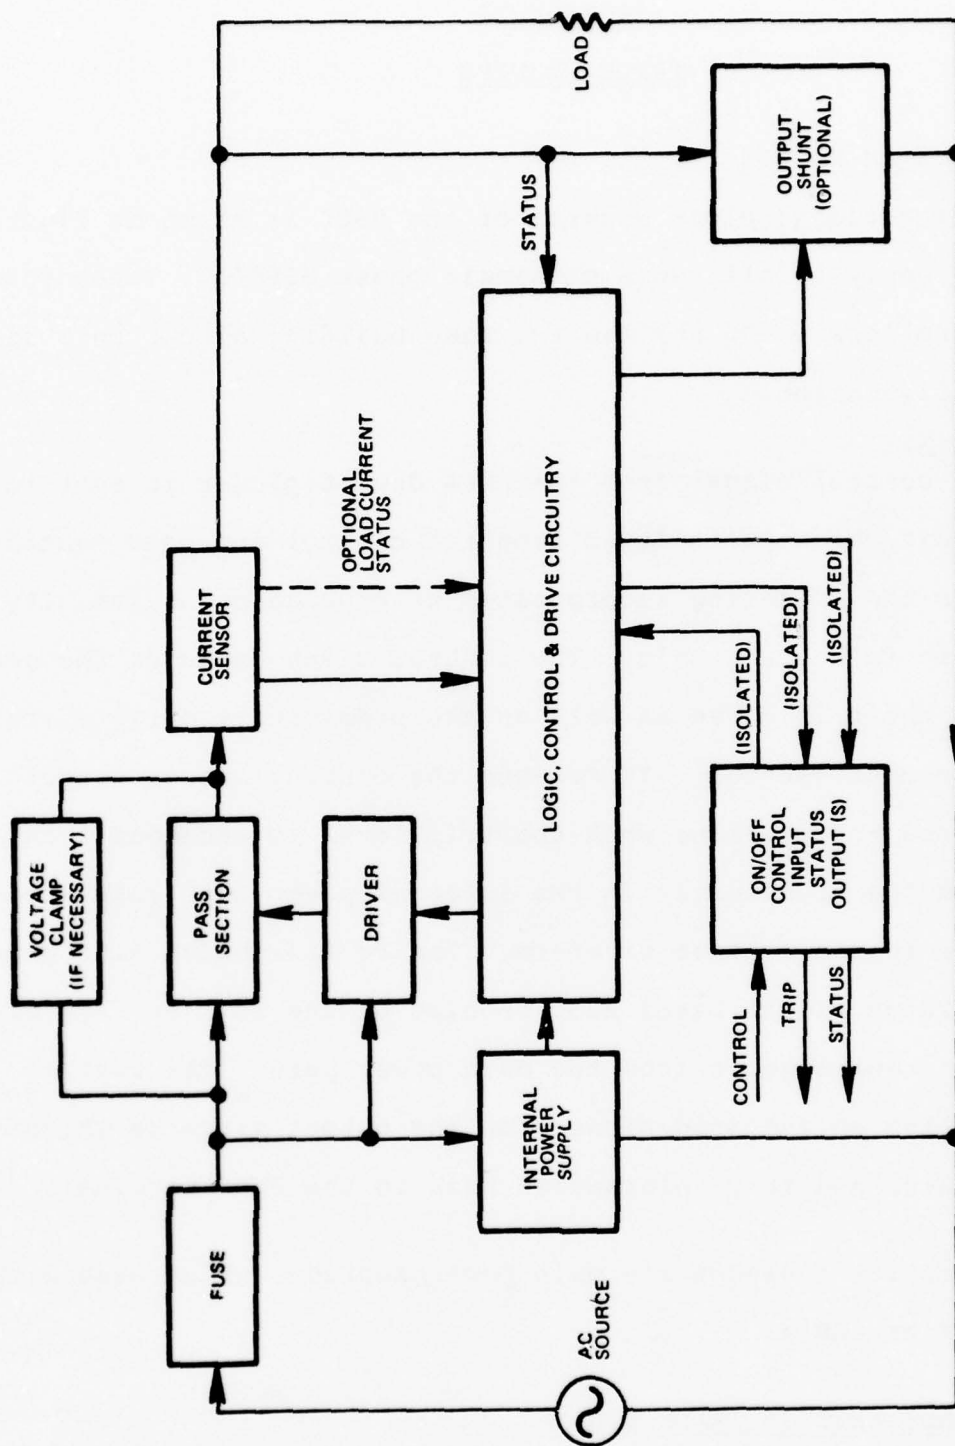 VOLTAGE
CLAMP
(IF NECESSARY)
FUSE
PASS
SECTION
CURRENT
SENSOR
DRIVER
OPTIONAL
LOAD CURRENT
STATUS
LOAD
AC
SOURCE
INTERNAL
POWER
SUPPLY
LOGIC, CONTROL & DRIVE CIRCUITRY
STATUS
OUTPUT
SHUNT
(OPTIONAL)
CONTROL
TRIP
STATUS
ON/OFF
CONTROL
INPUT
STATUS
OUTPUT (S)
(ISOLATED)
(ISOLATED)
(ISOLATED)